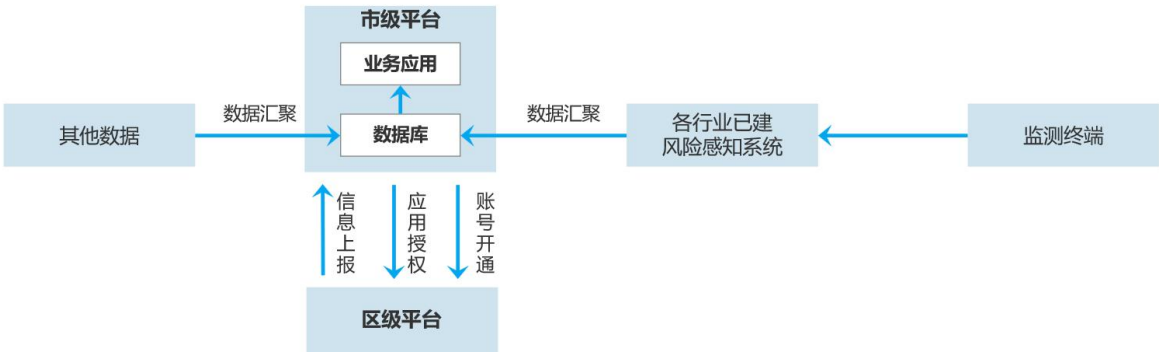 市级平台
业务应用
数据汇聚
数据汇聚
其他数据
数据库
各行业已建
风险感知系统
监测终端
信息上报
应用授权
账号开通
区级平台